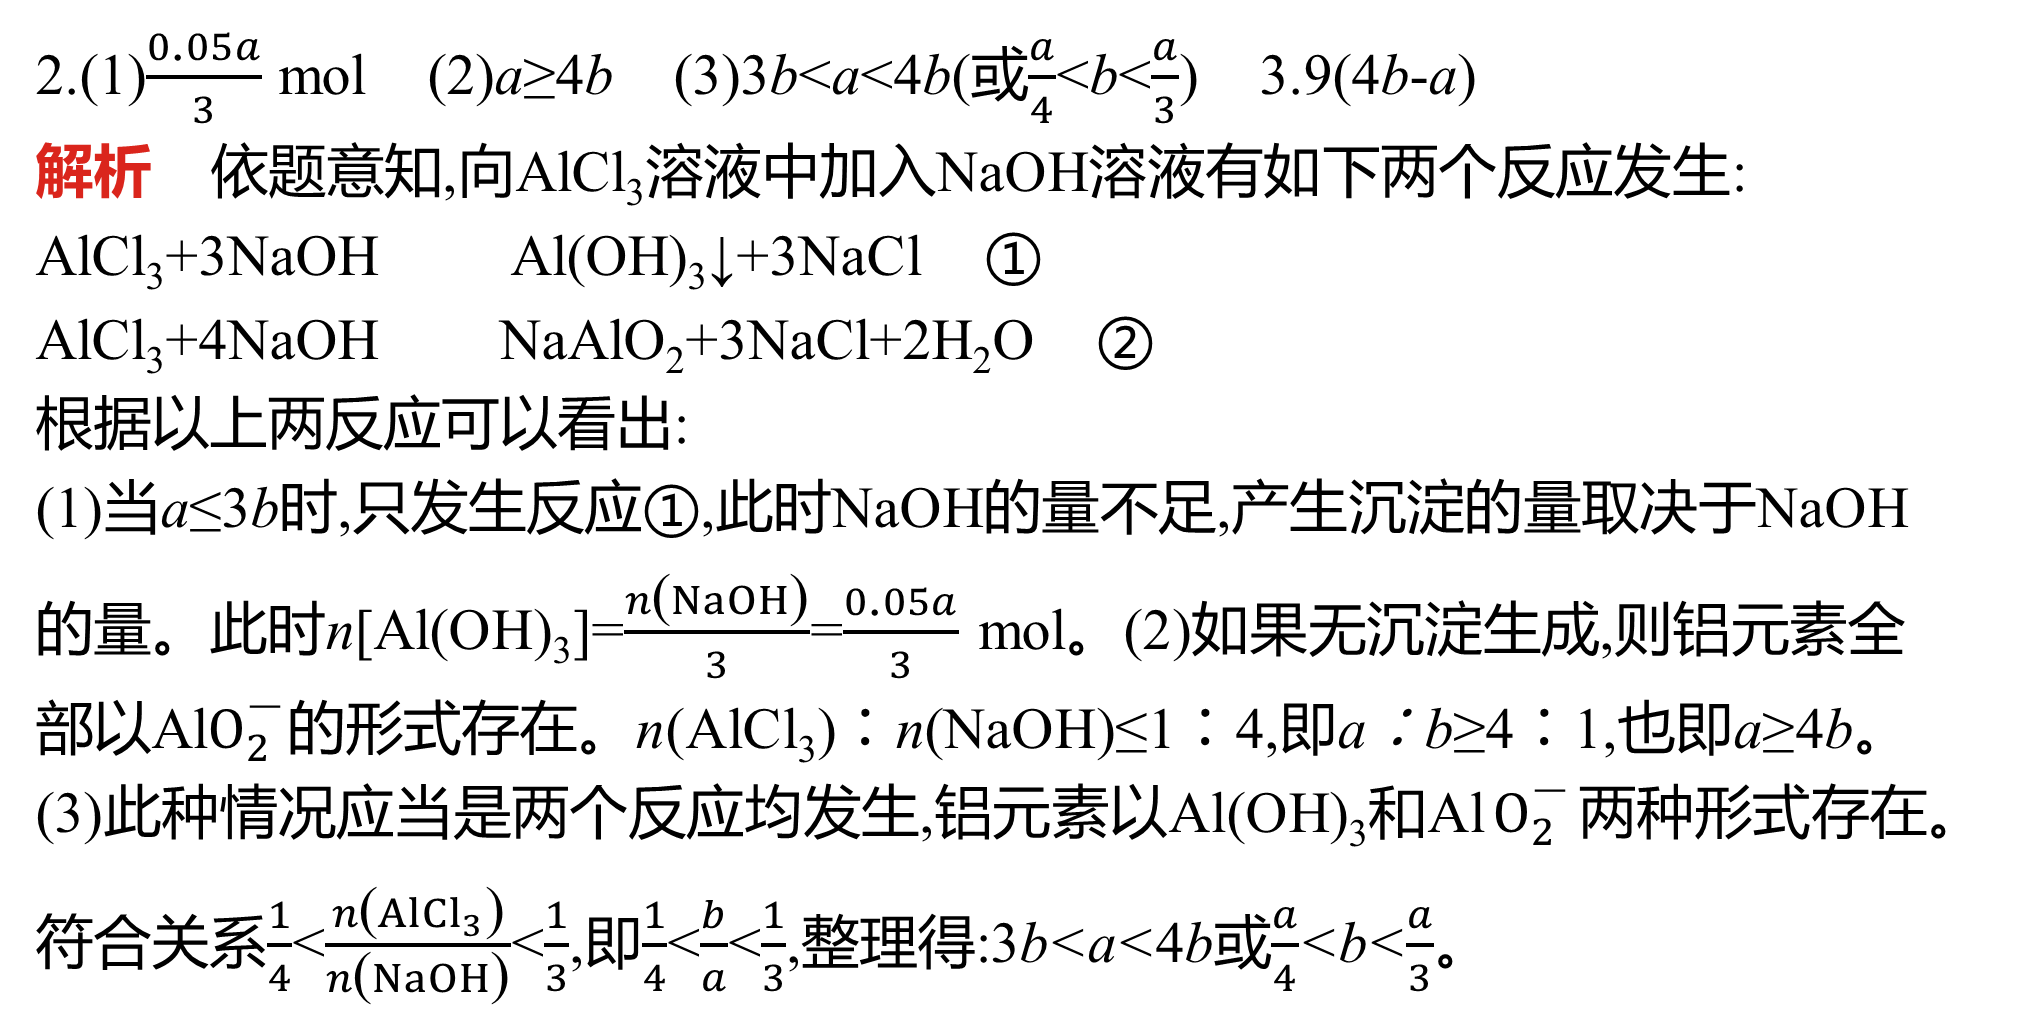 2.(1)0.05a/3 mol (2)a≥4b (3)3b<a<4b(或a/4<b<a/3) 3.9(4b-a)
解析 依题意知,向AlCl₃溶液中加入NaOH溶液有如下两个反应发生:
AlCl₃+3NaOH Al(OH)₃↓+3NaCl ①
AlCl₃+4NaOH NaAlO₂+3NaCl+2H₂O ②
根据以上两反应可以看出:
(1)当a≤3b时,只发生反应①,此时NaOH的量不足,产生沉淀的量取决于NaOH
的量。此时n[Al(OH)₃]=n(NaOH)/3=0.05a/3 mol。(2)如果无沉淀生成,则铝元素全
部以AlO₂⁻的形式存在。n(AlCl₃)∶n(NaOH)≤1∶4,即a∶b≥4∶1,也即a≥4b。
(3)此种情况应当是两个反应均发生,铝元素以Al(OH)₃和AlO₂⁻两种形式存在。
符合关系1/4<n(AlCl₃)/n(NaOH)<1/3,即1/4<b/a<1/3,整理得:3b<a<4b或a/4<b<a/3。